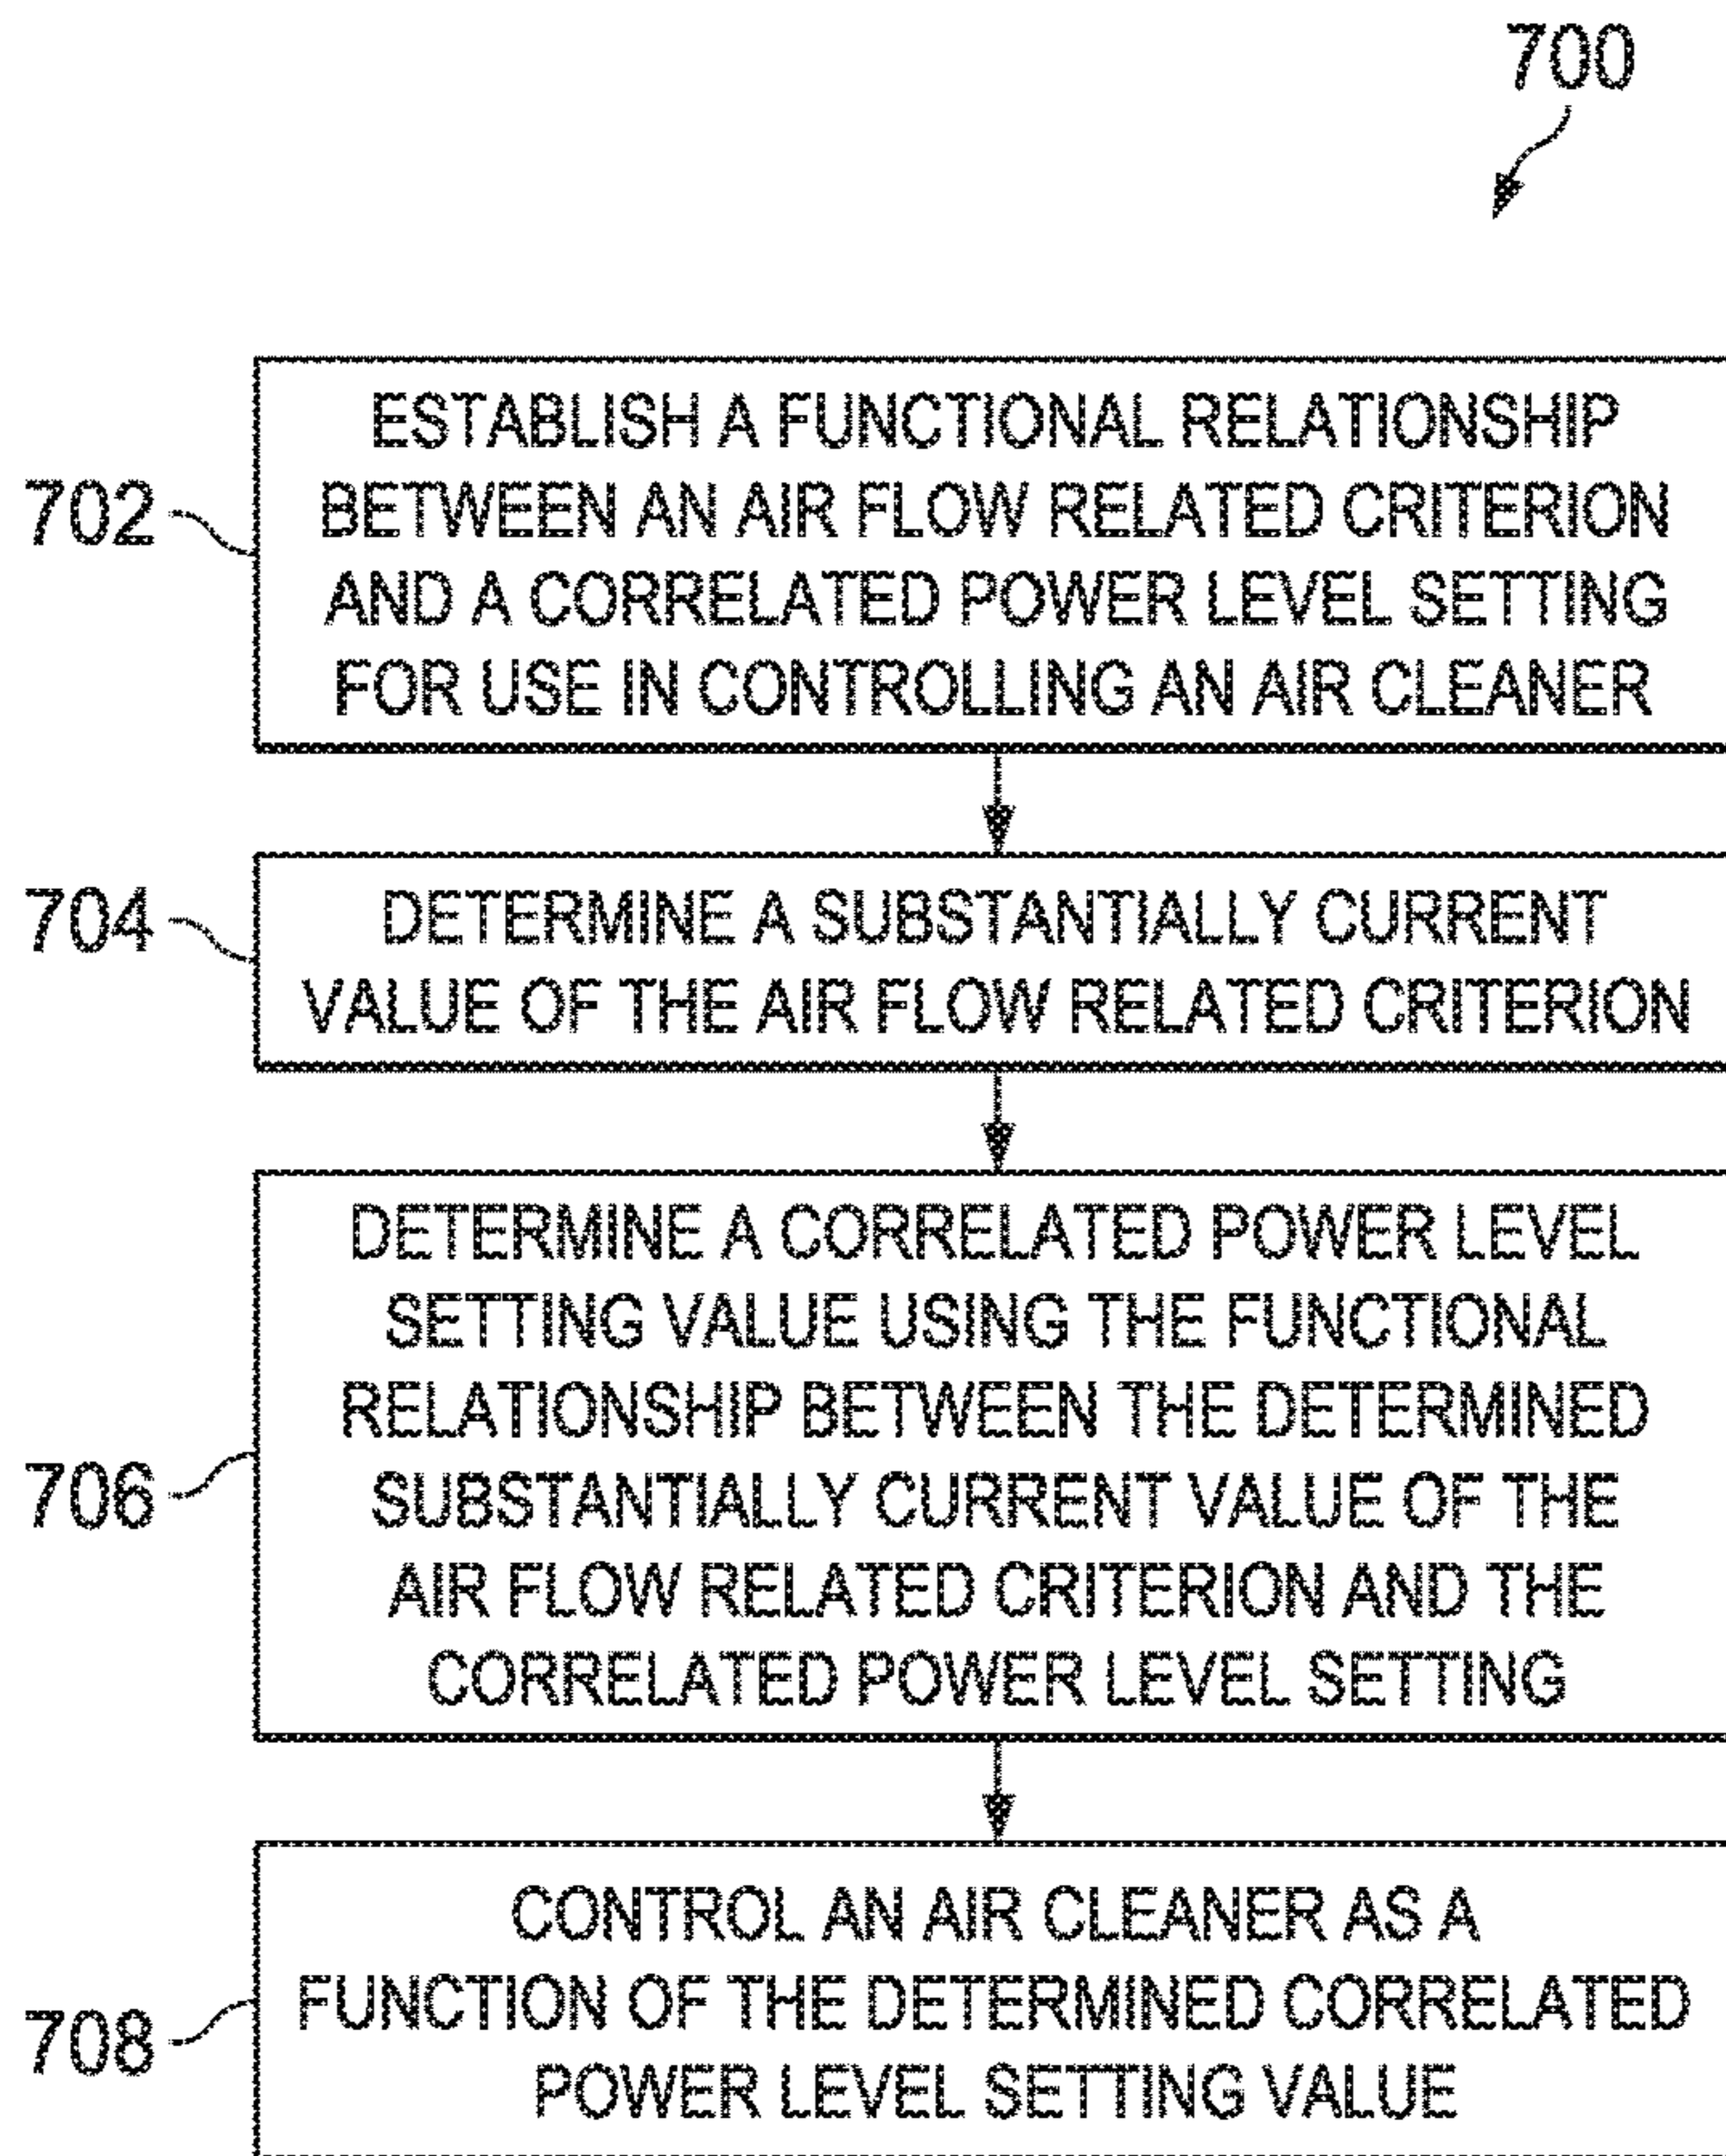 700
702
ESTABLISH A FUNCTIONAL RELATIONSHIP
BETWEEN AN AIR FLOW RELATED CRITERION
AND A CORRELATED POWER LEVEL SETTING
FOR USE IN CONTROLLING AN AIR CLEANER
704
DETERMINE A SUBSTANTIALLY CURRENT
VALUE OF THE AIR FLOW RELATED CRITERION
706
DETERMINE A CORRELATED POWER LEVEL
SETTING VALUE USING THE FUNCTIONAL
RELATIONSHIP BETWEEN THE DETERMINED
SUBSTANTIALLY CURRENT VALUE OF THE
AIR FLOW RELATED CRITERION AND THE
CORRELATED POWER LEVEL SETTING
708
CONTROL AN AIR CLEANER AS A
FUNCTION OF THE DETERMINED CORRELATED
POWER LEVEL SETTING VALUE